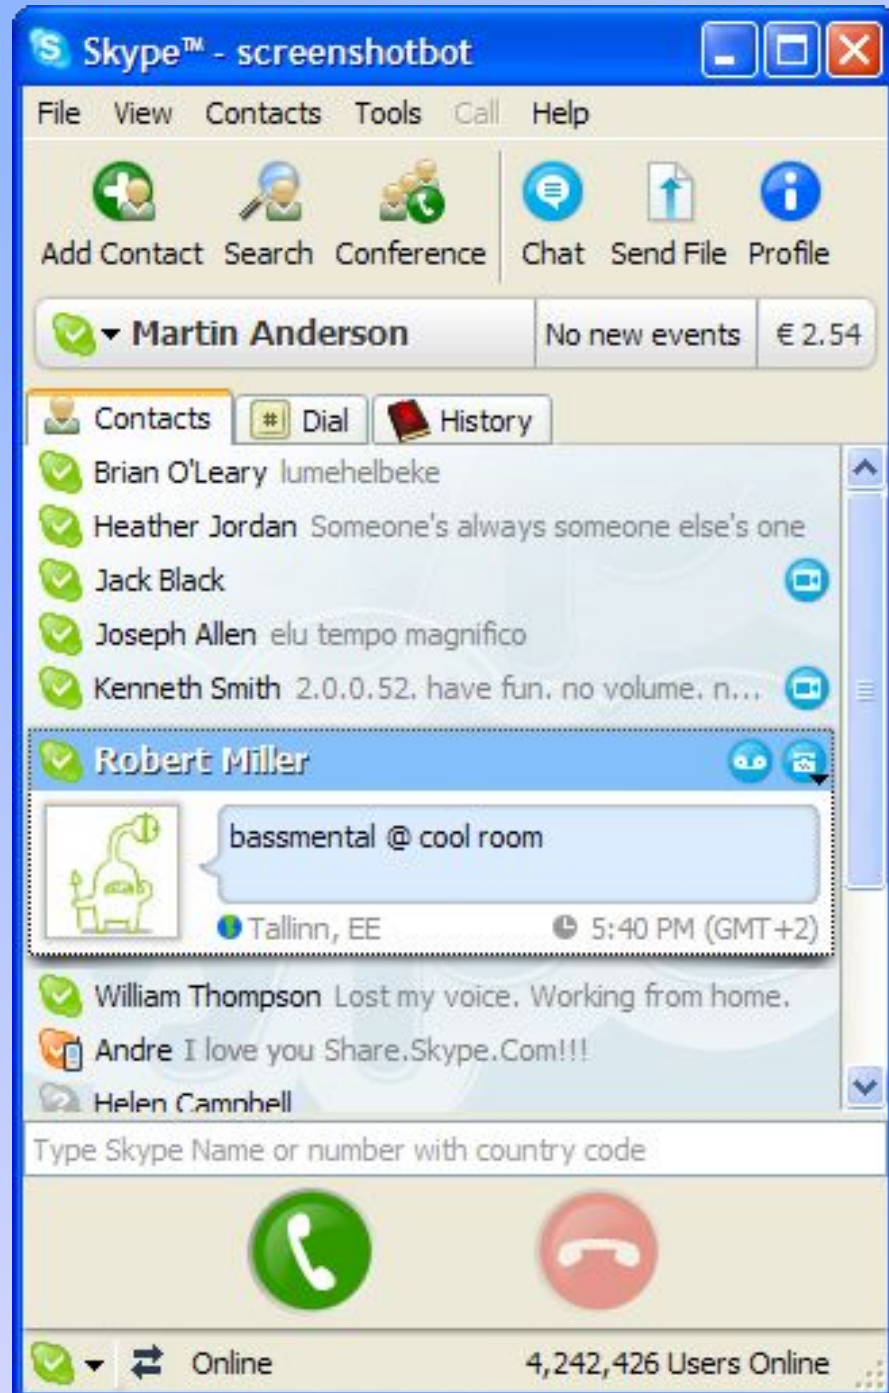 Skype™ - screenshotbot
File View Contacts Tools Call Help
Add Contact Search Conference Chat Send File Profile
Martin Anderson No new events € 2.54
Contacts # Dial History
Brian O'Leary lumehelbeke
Heather Jordan Someone's always someone else's one
Jack Black
Joseph Allen elu tempo magnifico
Kenneth Smith 2.0.0.52. have fun. no volume. n...
Robert Miller
bassmental @ cool room
Tallinn, EE 5:40 PM (GMT+2)
William Thompson Lost my voice. Working from home.
Andre I love you Share.Skype.Com!!!
Helen Campbell
Type Skype Name or number with country code
Online 4,242,426 Users Online